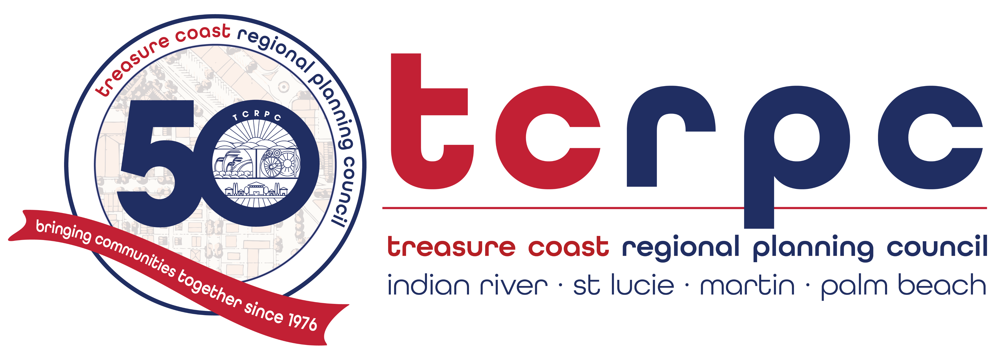 treasure coast regional planning council
50
T C R P C
bringing communities together since 1976
tcrpc
treasure coast regional planning council
indian river · st lucie · martin · palm beach